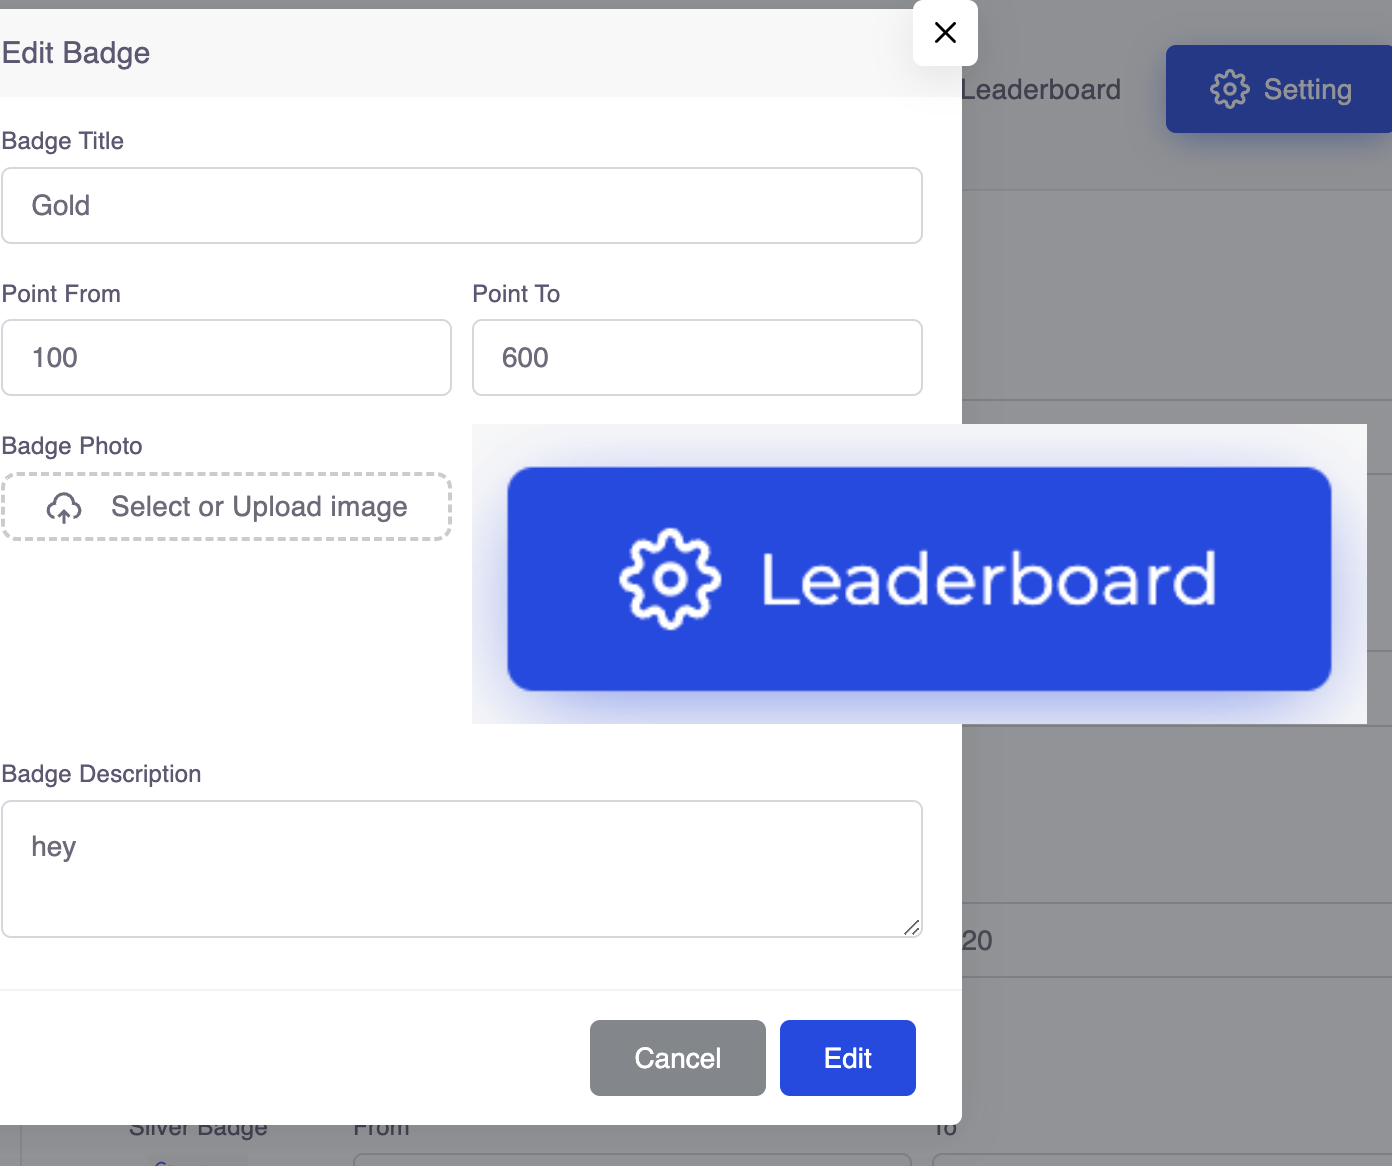 Edit Badge
Leaderboard
Setting
Badge Title
Gold
Point From
Point To
100
600
Badge Photo
Select or Upload image
Leaderboard
Badge Description
hey
20
Cancel
Edit
Silver Badge
From
To